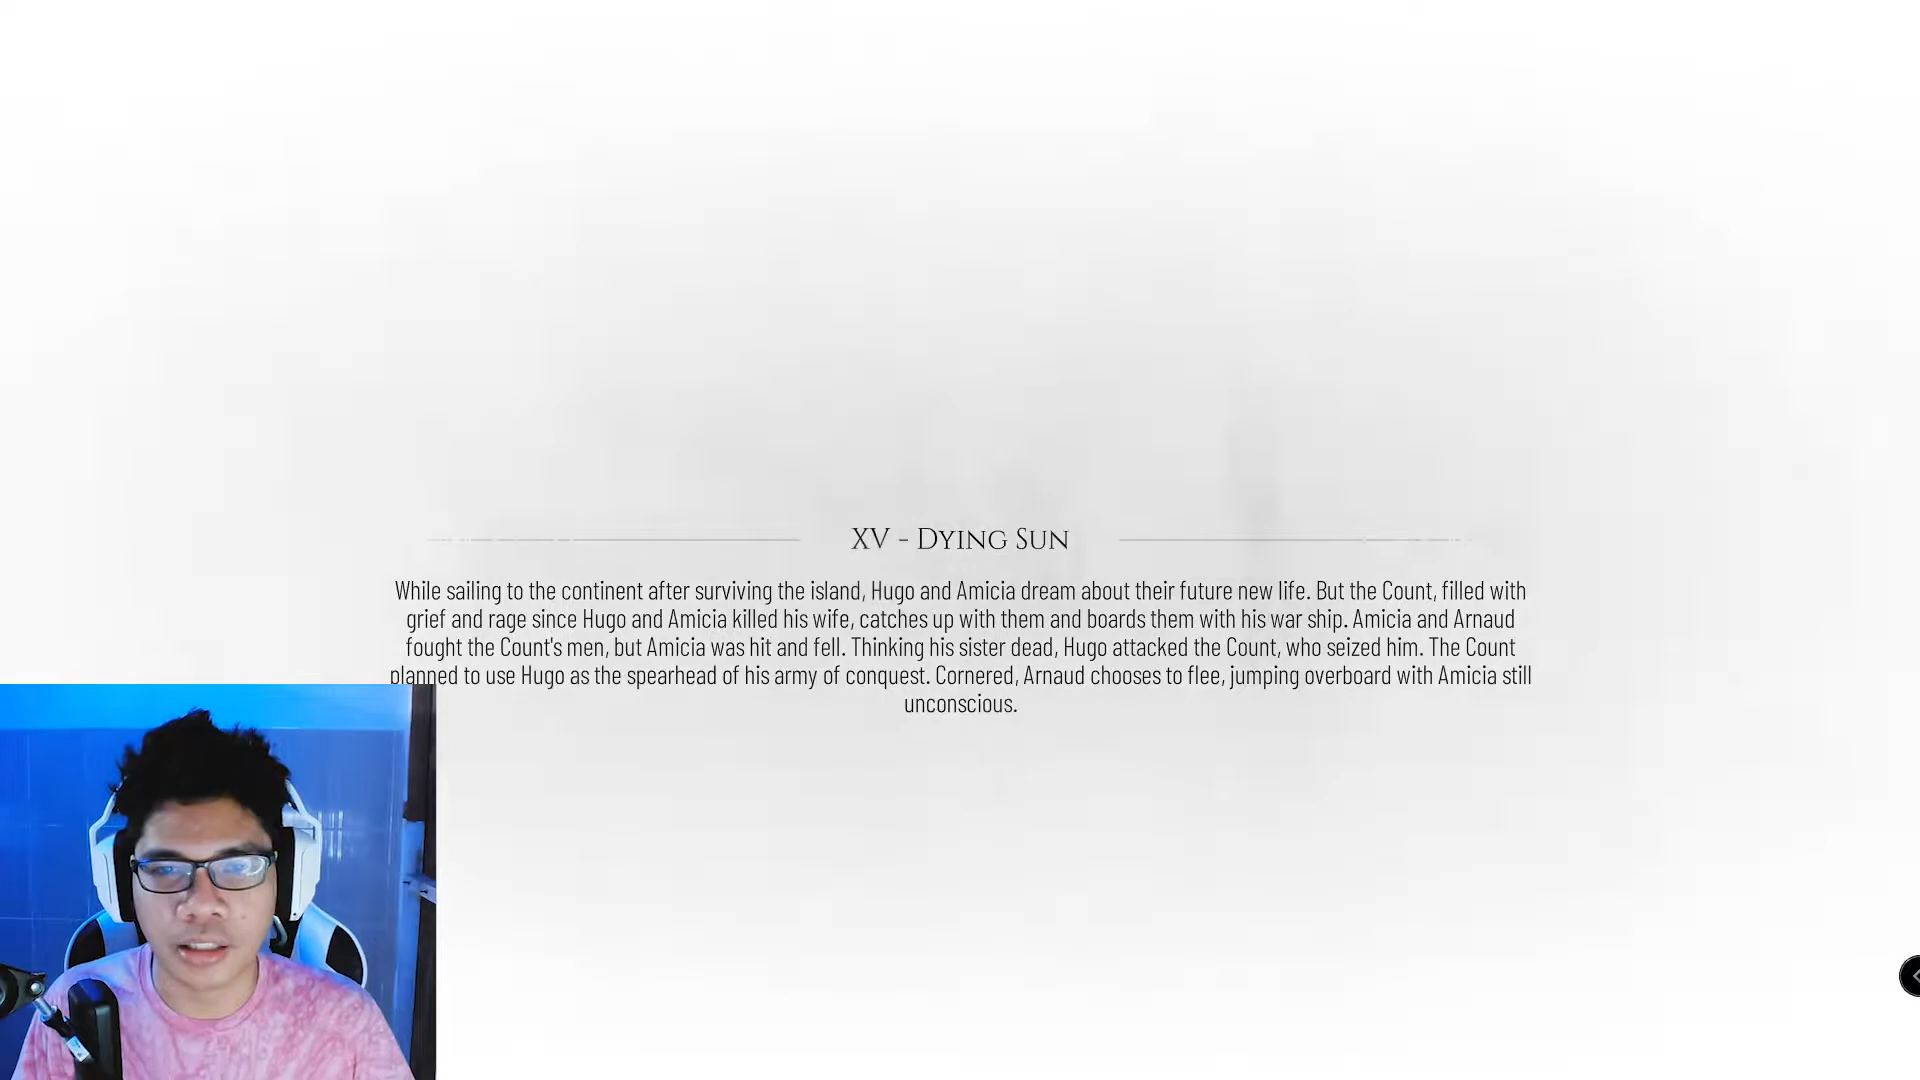 XV - Dying Sun
While sailing to the continent after surviving the island, Hugo and Amicia dream about their future new life. But the Count, filled with
grief and rage since Hugo and Amicia killed his wife, catches up with them and boards them with his war ship. Amicia and Arnaud
fought the Count's men, but Amicia was hit and fell. Thinking his sister dead, Hugo attacked the Count, who seized him. The Count
planned to use Hugo as the spearhead of his army of conquest. Cornered, Arnaud chooses to flee, jumping overboard with Amicia still
unconscious.